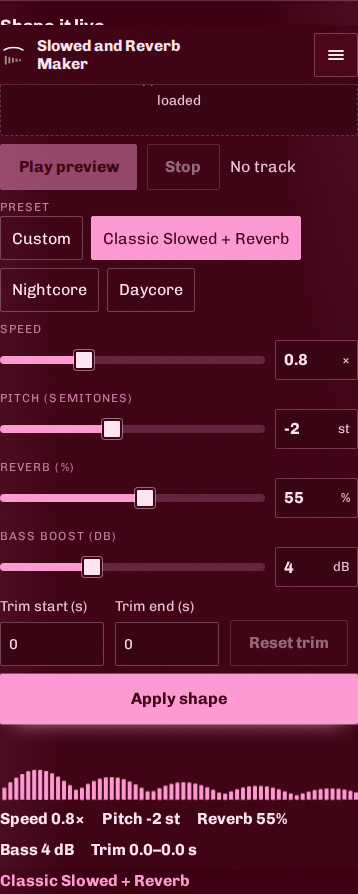 Shape it live
Slowed and Reverb
Maker
loaded
Play preview
Stop
No track
PRESET
Custom
Classic Slowed + Reverb
Nightcore
Daycore
SPEED
0.8 ×
PITCH (SEMITONES)
-2 st
REVERB (%)
55 %
BASS BOOST (DB)
4 dB
Trim start (s)
Trim end (s)
0
0
Reset trim
Apply shape
Speed 0.8× Pitch -2 st Reverb 55%
Bass 4 dB Trim 0.0–0.0 s
Classic Slowed + Reverb